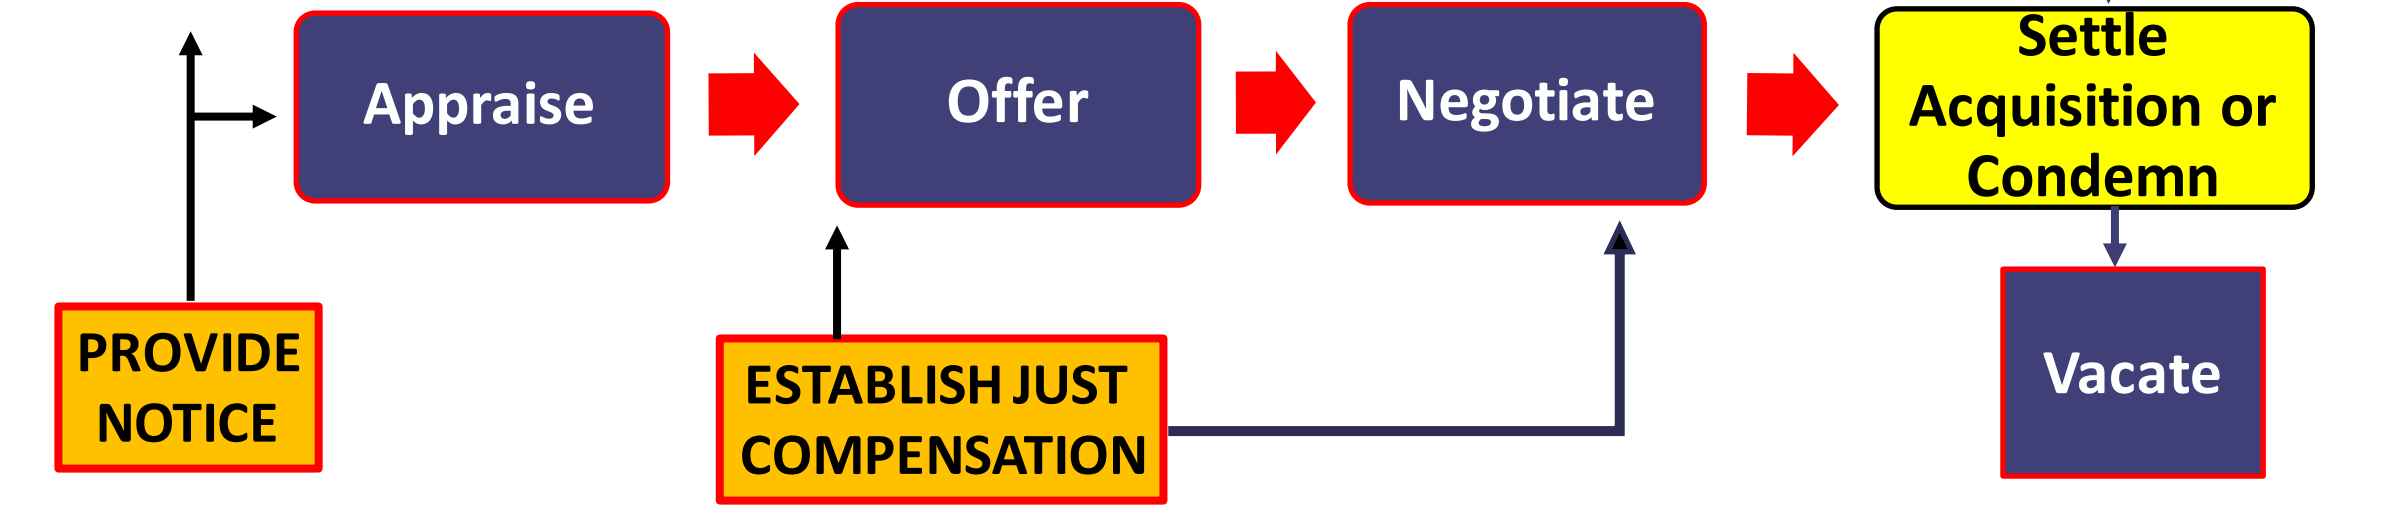 Appraise
Offer
Negotiate
Settle
Acquisition or
Condemn
PROVIDE
NOTICE
ESTABLISH JUST
COMPENSATION
Vacate